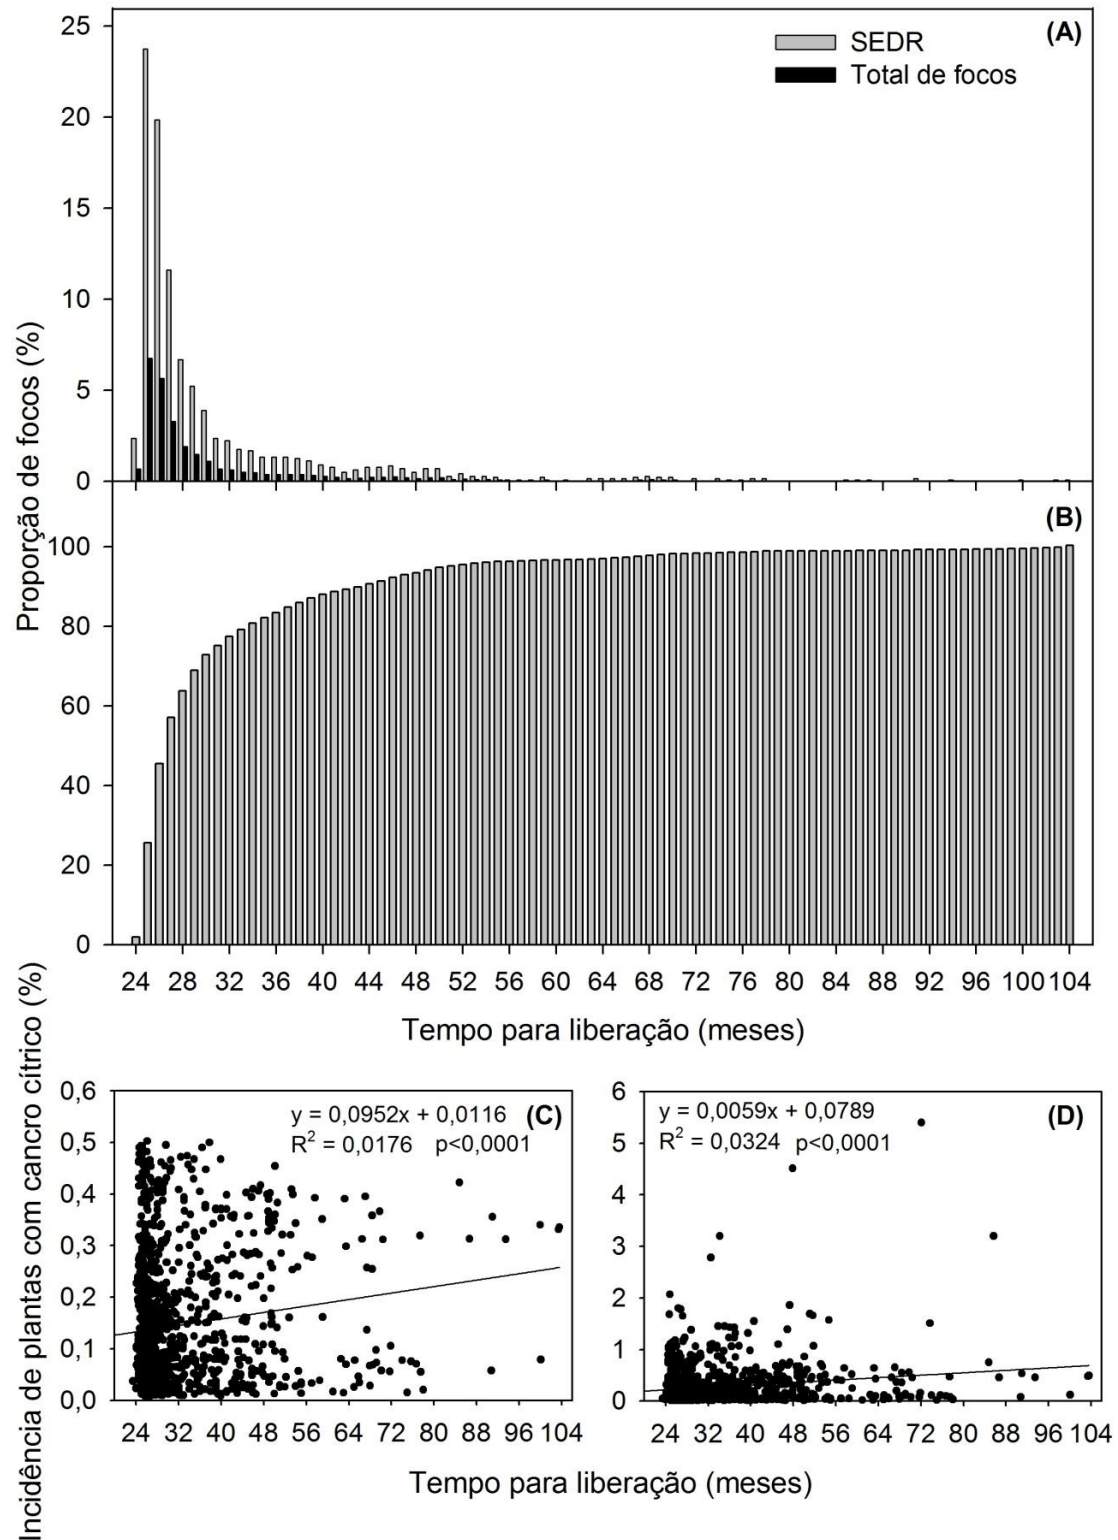 (A)
SEDR
Total de focos
25
20
15
10
5
0
Proporção de focos (%)
(B)
100
80
60
40
20
0
24 28 32 36 40 44 48 52 56 60 64 68 72 76 80 84 88 92 96 100 104
Tempo para liberação (meses)
Incidência de plantas com cancro cítrico (%)
0,6
0,5
0,4
0,3
0,2
0,1
0,0
y = 0,0952x + 0,0116 (C)
R² = 0,0176 p<0,0001
24 32 40 48 56 64 72 80 88 96 104
6
5
4
3
2
1
0
y = 0,0059x + 0,0789 (D)
R² = 0,0324 p<0,0001
24 32 40 48 56 64 72 80 88 96 104
Tempo para liberação (meses)